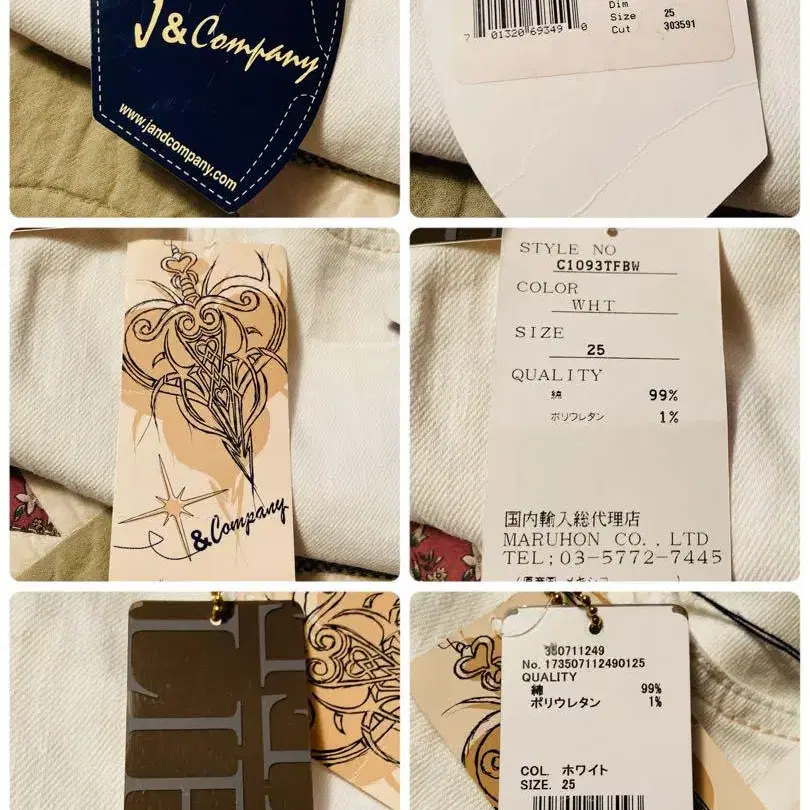 J & Company
www.jandcompany.com
7 01320 69349 0
Dim
Size 25
Cut 303591
& Company
STYLE NO
C1093TFBW
COLOR
WHT
SIZE
25
QUALITY
綿 99%
ポリウレタン 1%
国内輸入総代理店
MARUHON CO., LTD
TEL;03-5772-7445
350711249
No. 173507112490125
QUALITY
綿 99%
ポリウレタン 1%
COL. ホワイト
SIZE. 25